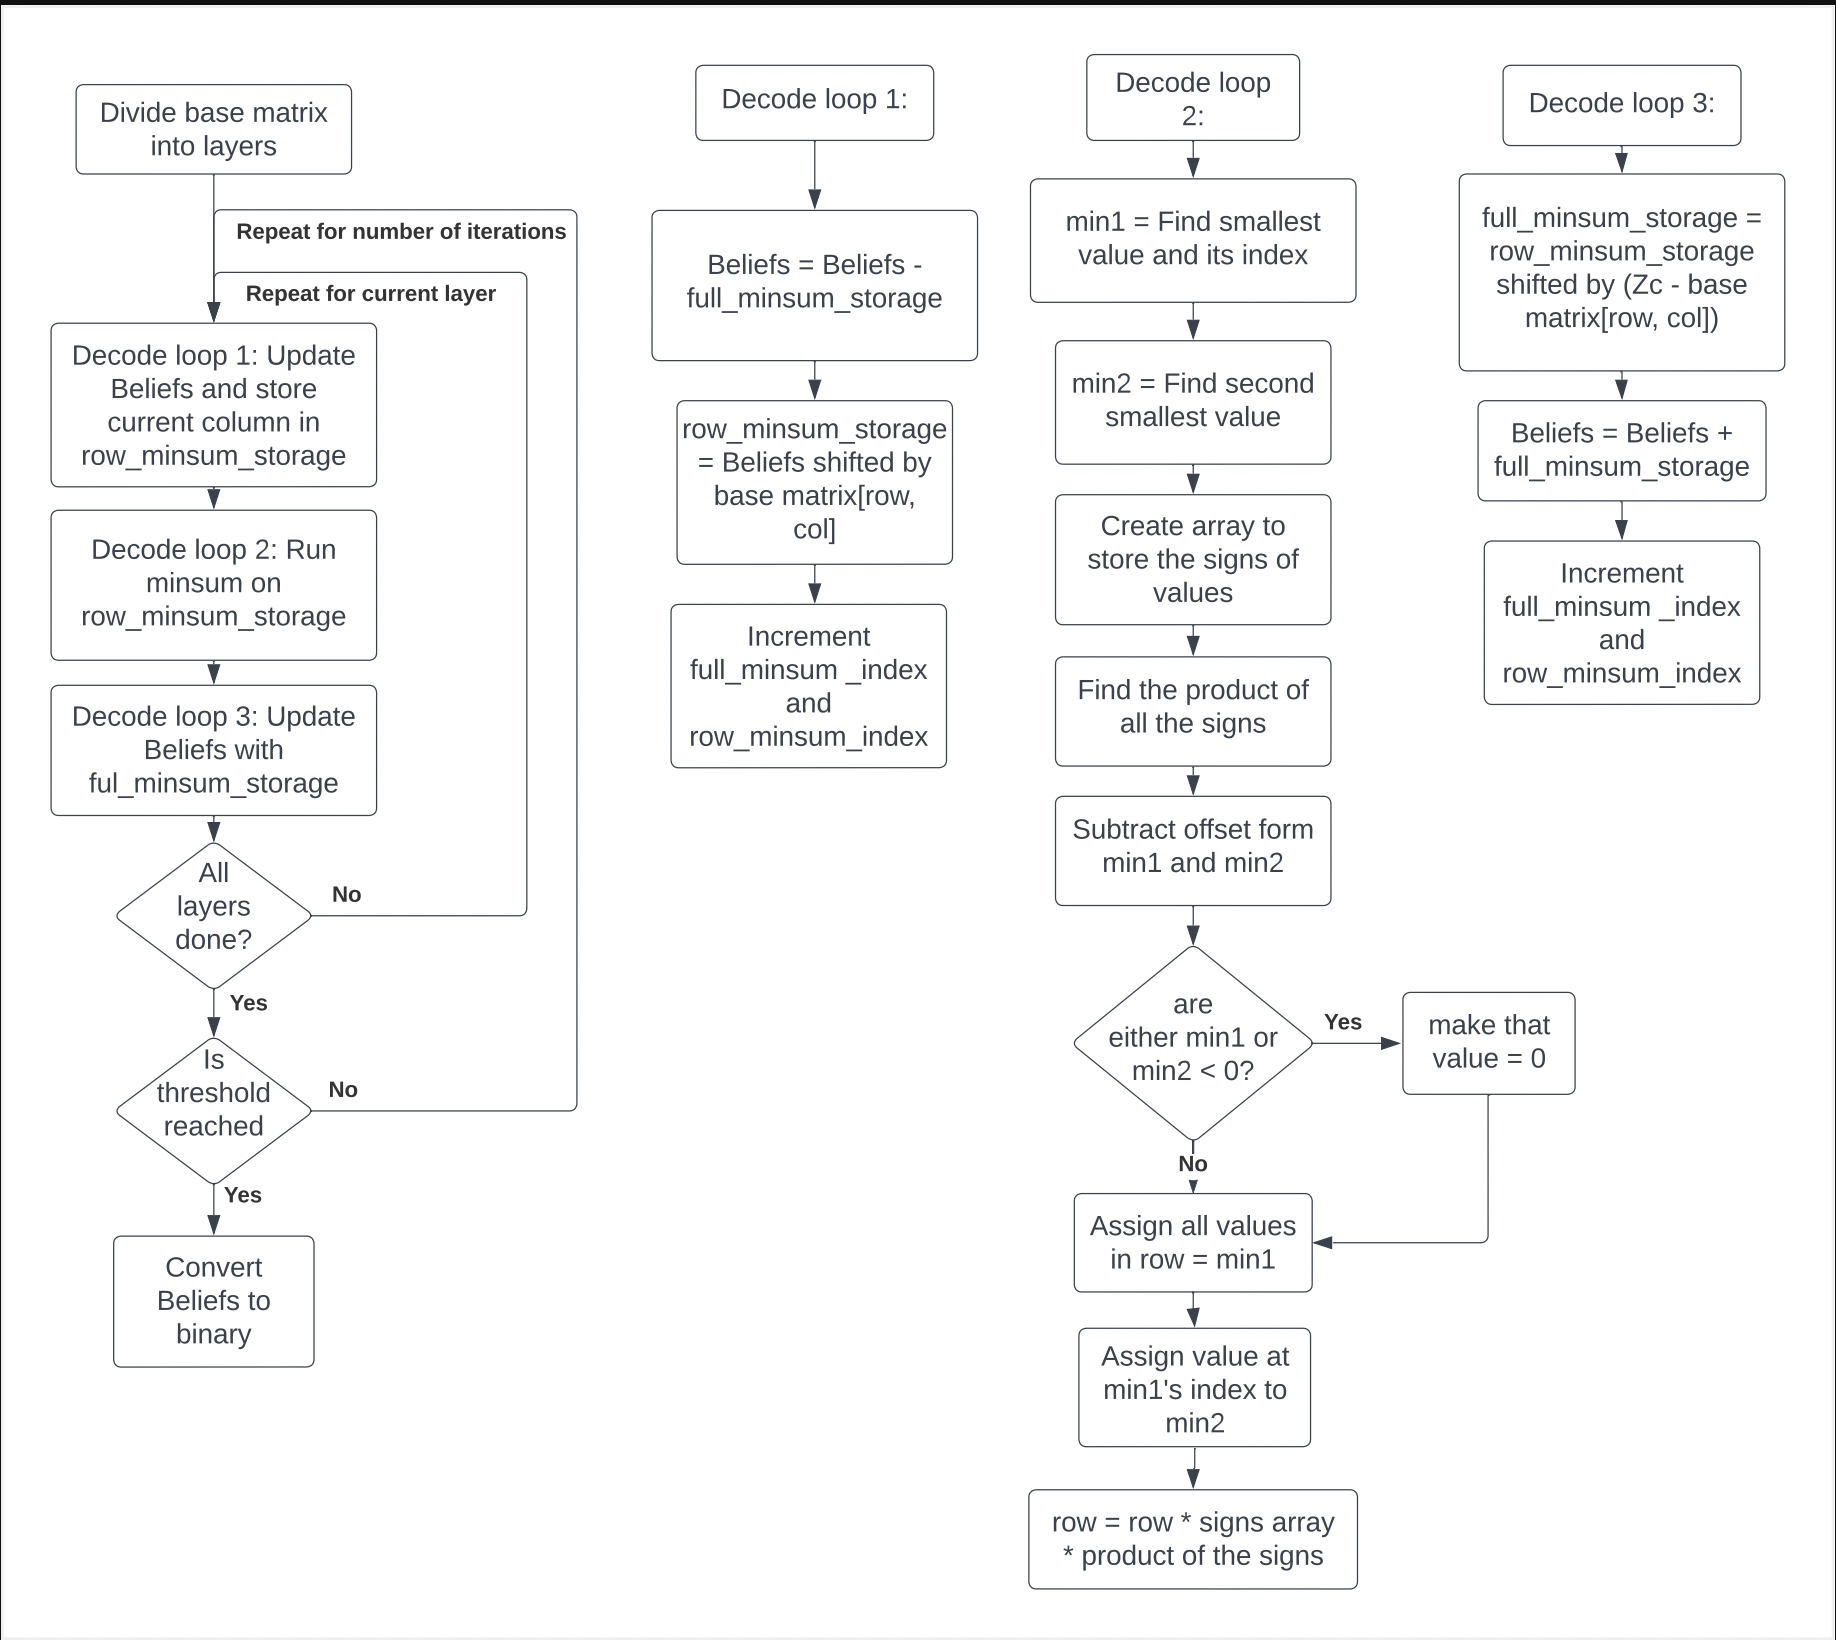 Divide base matrix
into layers
Repeat for number of iterations
Repeat for current layer
Decode loop 1: Update
Beliefs and store
current column in
row_minsum_storage
Decode loop 2: Run
minsum on
row_minsum_storage
Decode loop 3: Update
Beliefs with
ful_minsum_storage
All
layers
done?
No
Yes
Is
threshold
reached
No
Yes
Convert
Beliefs to
binary
Decode loop 1:
Beliefs = Beliefs -
full_minsum_storage
row_minsum_storage
= Beliefs shifted by
base matrix[row,
col]
Increment
full_minsum _index
and
row_minsum_index
Decode loop
2:
min1 = Find smallest
value and its index
min2 = Find second
smallest value
Create array to
store the signs of
values
Find the product of
all the signs
Subtract offset form
min1 and min2
are
either min1 or
min2 < 0?
Yes
make that
value = 0
No
Assign all values
in row = min1
Assign value at
min1's index to
min2
row = row * signs array
* product of the signs
Decode loop 3:
full_minsum_storage =
row_minsum_storage
shifted by (Zc - base
matrix[row, col])
Beliefs = Beliefs +
full_minsum_storage
Increment
full_minsum _index
and
row_minsum_index